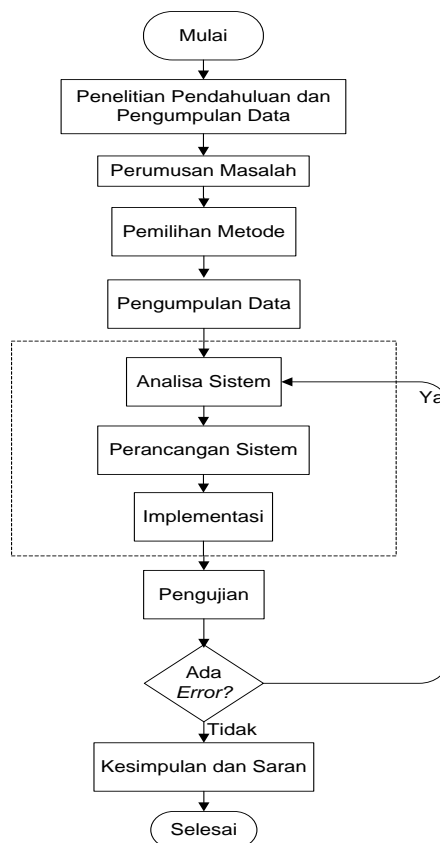 Mulai
Penelitian Pendahuluan dan
Pengumpulan Data
Perumusan Masalah
Pemilihan Metode
Pengumpulan Data
Analisa Sistem
Ya
Perancangan Sistem
Implementasi
Pengujian
Ada
Error?
Tidak
Kesimpulan dan Saran
Selesai